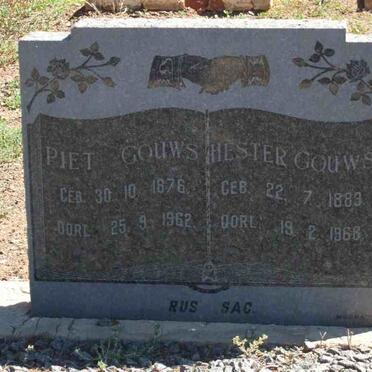 PIET GOUWS
GEB. 30. 10. 1876.
OORL. 25. 9. 1962.
HESTER GOUWS
GEB. 22. 7. 1883
OORL. 19. 2. 1968
RUS SAG.